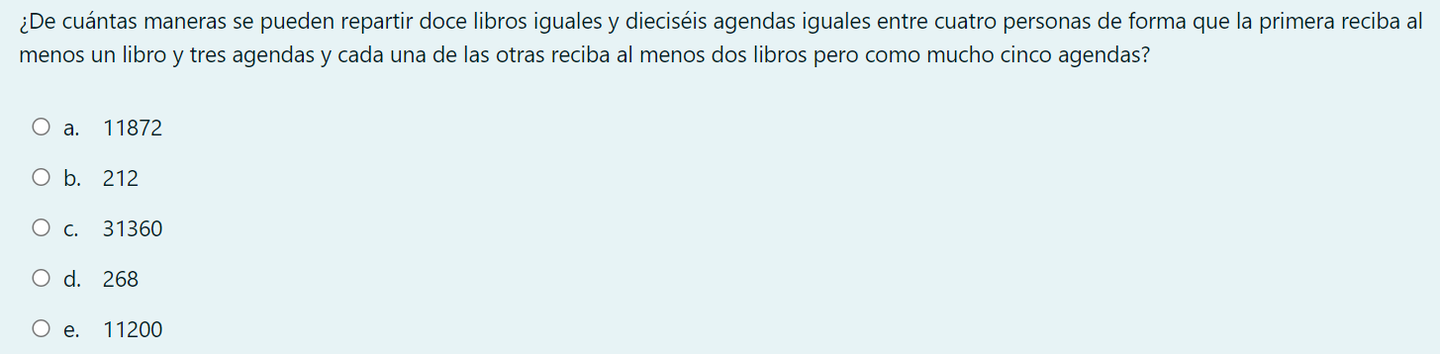 ¿De cuántas maneras se pueden repartir doce libros iguales y dieciséis agendas iguales entre cuatro personas de forma que la primera reciba al
menos un libro y tres agendas y cada una de las otras reciba al menos dos libros pero como mucho cinco agendas?
a. 11872
b. 212
c. 31360
d. 268
e. 11200